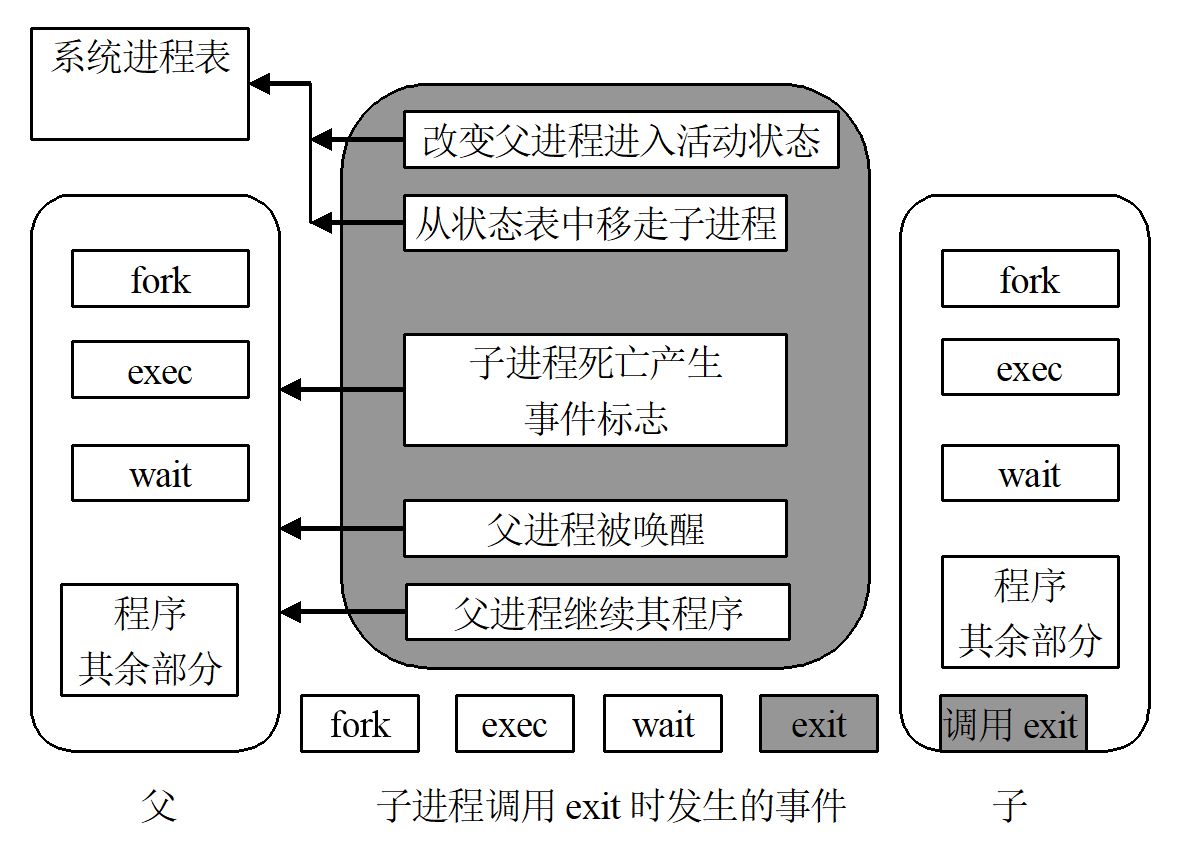 系统进程表
改变父进程进入活动状态
从状态表中移走子进程
fork
exec
wait
程序
其余部分
子进程死亡产生
事件标志
父进程被唤醒
父进程继续其程序
fork
exec
wait
程序
其余部分
调用 exit
fork
exec
wait
exit
父
子进程调用 exit 时发生的事件
子